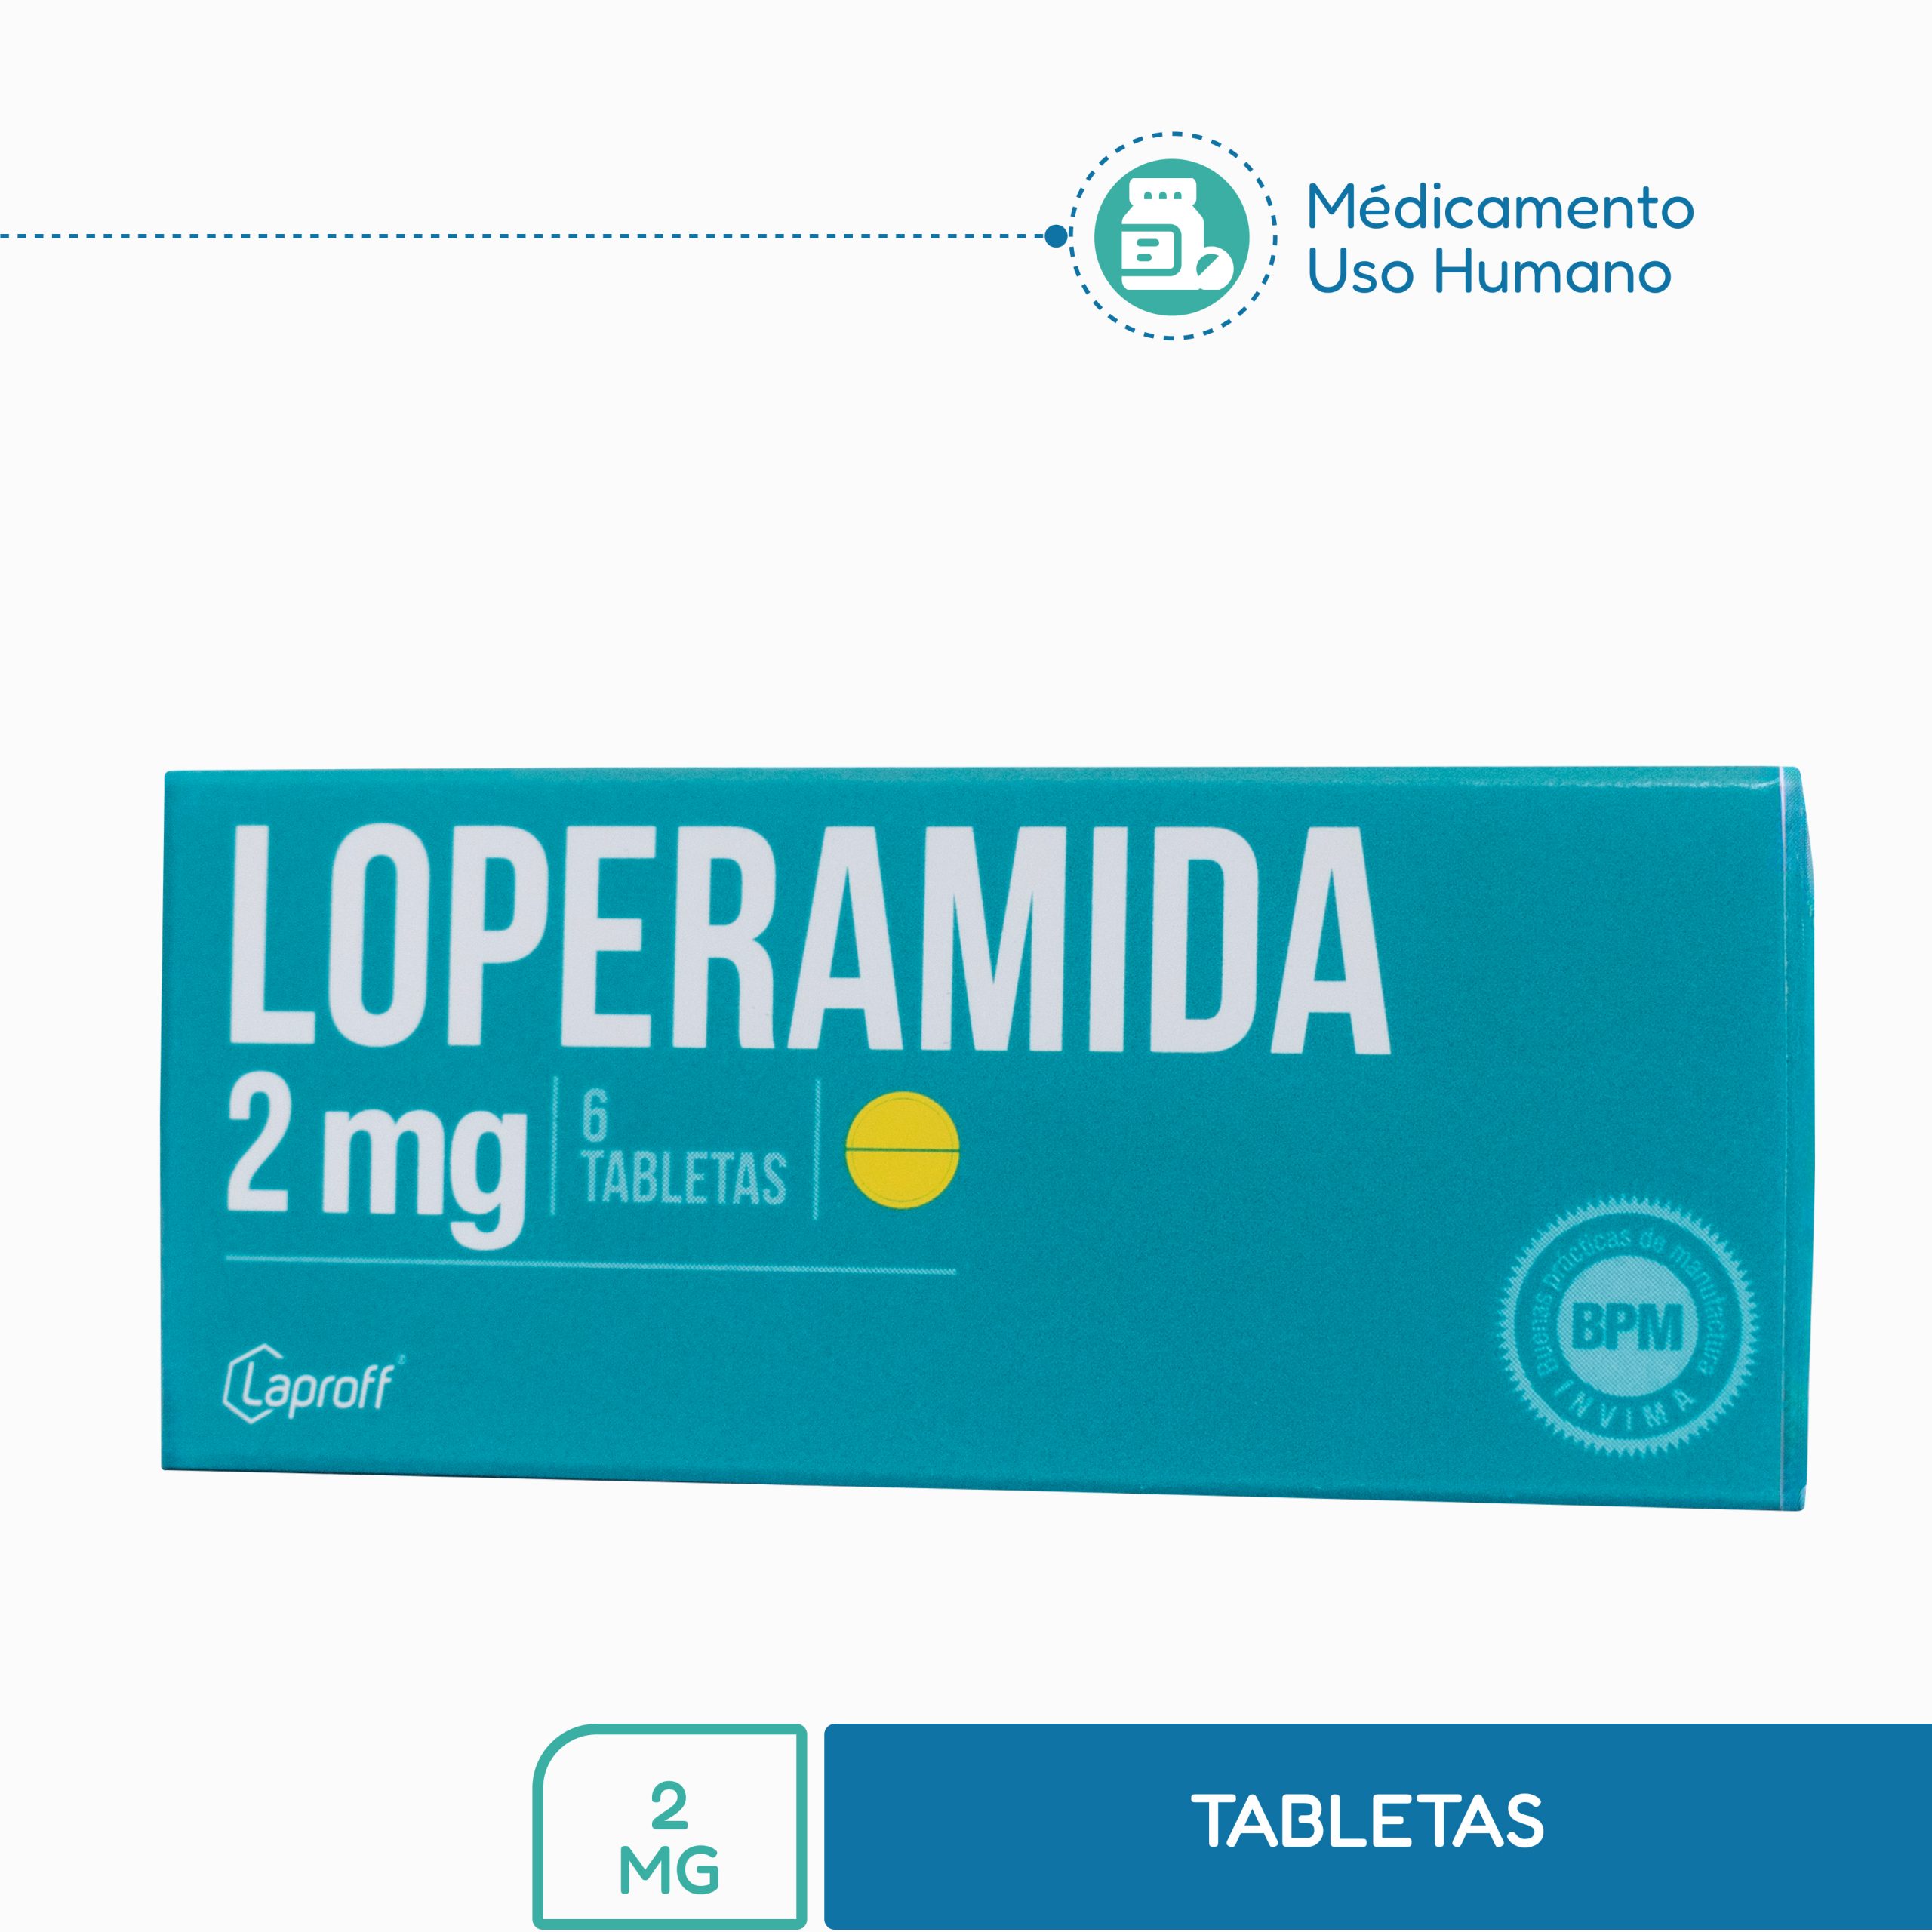 Médicamento
Uso Humano
LOPERAMIDA
2 mg
6
TABLETAS
Laproff®
Buenas prácticas de manufactura
BPM
INVIMA
2
MG
TABLETAS